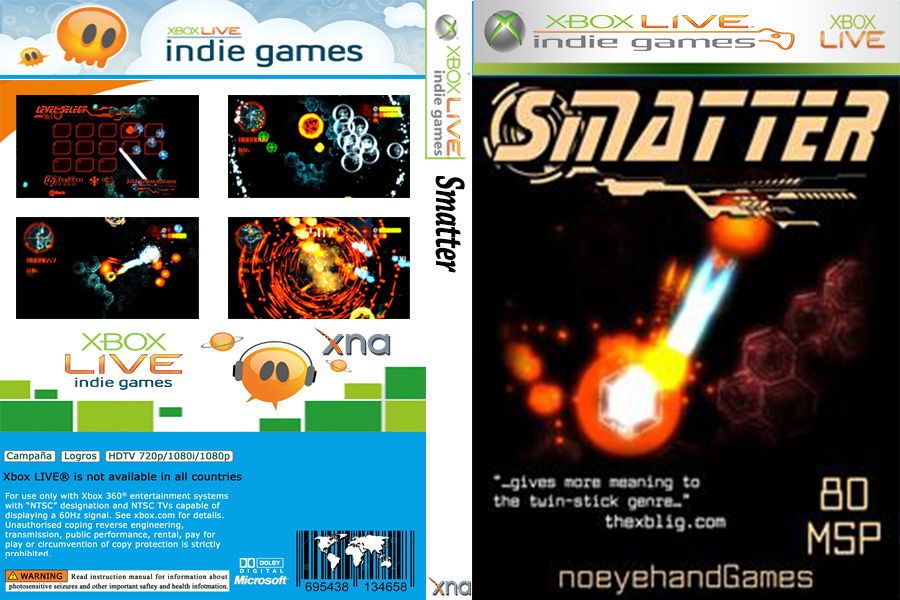 XBOX LIVE
indie games
LEVEL SELECT
XBOX LIVE
indie games
xna
Campaña
Logros
HDTV 720p/1080i/1080p
Xbox LIVE® is not available in all countries
For use only with Xbox 360® entertainment systems
with "NTSC" designation and NTSC TVs capable of
displaying a 60Hz signal. See xbox.com for details.
Unauthorised coping reverse engineering,
transmission, public performance, rental, pay for
play or circumvention of copy protection is strictly
prohibited.
WARNING Read instruction manual for information about
photosensitive seizures and other important saftey and health infomation.
DOLBY
DIGITAL
Microsoft
695438 134658
XBOX LIVE
indie games
Smatter
xna
XBOX LIVE
indie games
XBOX
LIVE
SMATTER
"…gives more meaning to
the twin-stick genre…"
thexblig.com
80
MSP
noeyehandGames